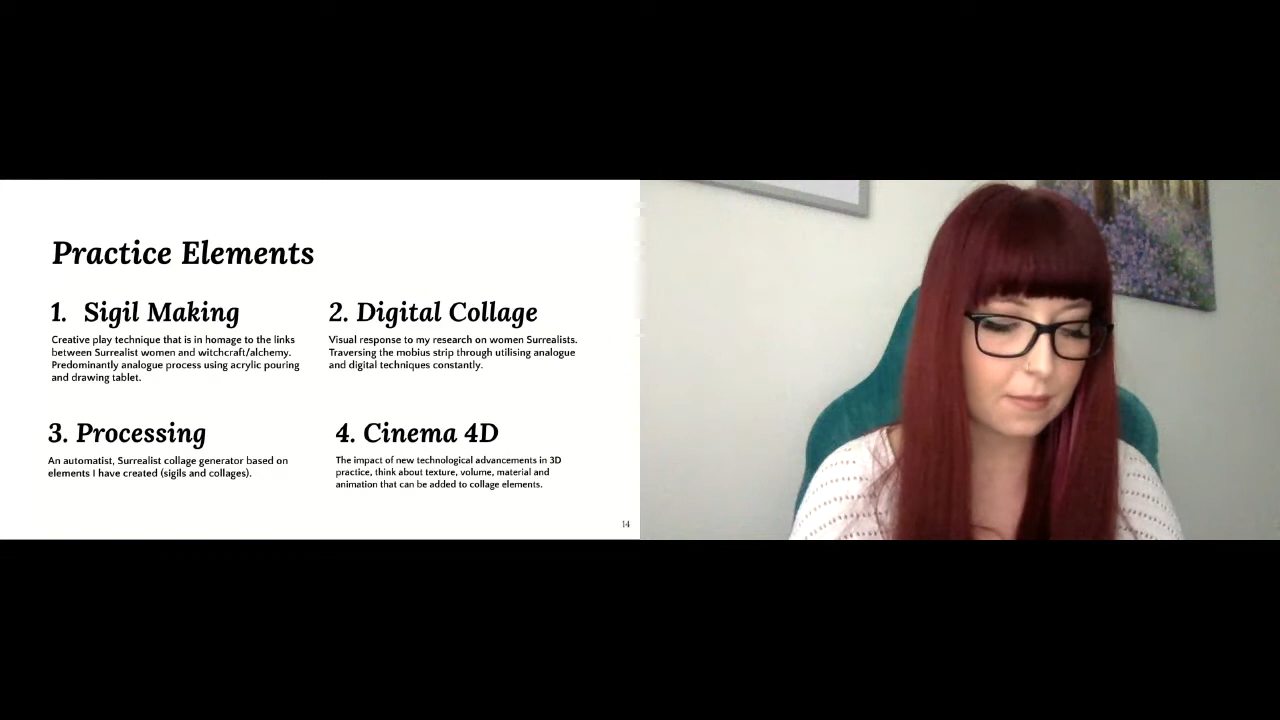 Practice Elements
1. Sigil Making
Creative play technique that is in homage to the links
between Surrealist women and witchcraft/alchemy.
Predominantly analogue process using acrylic pouring
and drawing tablet.
2. Digital Collage
Visual response to my research on women Surrealists.
Traversing the mobius strip through utilising analogue
and digital techniques constantly.
3. Processing
An automatist, Surrealist collage generator based on
elements I have created (sigils and collages).
4. Cinema 4D
The impact of new technological advancements in 3D
practice, think about texture, volume, material and
animation that can be added to collage elements.
14